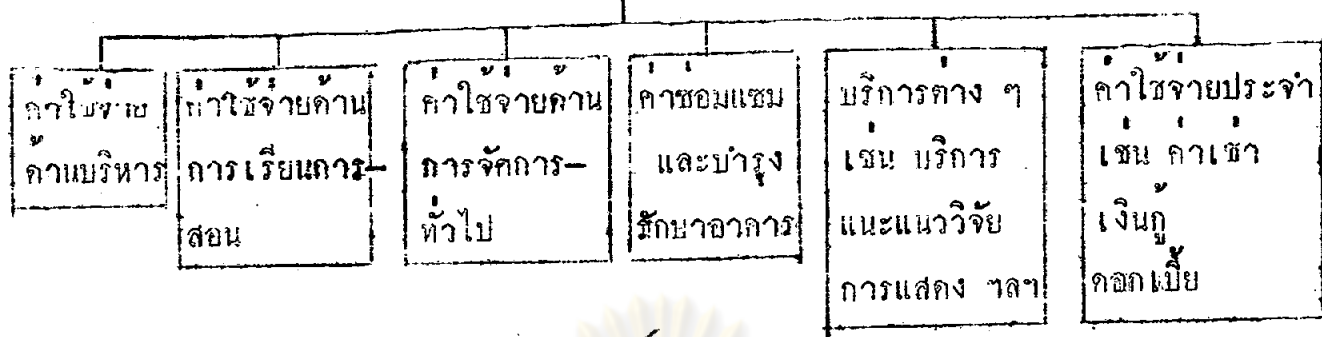 ค่าใช้จ่าย
ด้านบริหาร
ค่าใช้จ่ายด้าน
การเรียนการ-
สอน
ค่าใช้จ่ายด้าน
การจัดการ-
ทั่วไป
ค่าซ่อมแซม
และบำรุง
รักษาอาคาร
บริการต่าง ๆ
เช่น บริการ
แนะแนววิจัย
การแสดง ฯลฯ
ค่าใช้จ่ายประจำ
เช่น ค่าเช่า
เงินกู้
ดอกเบี้ย